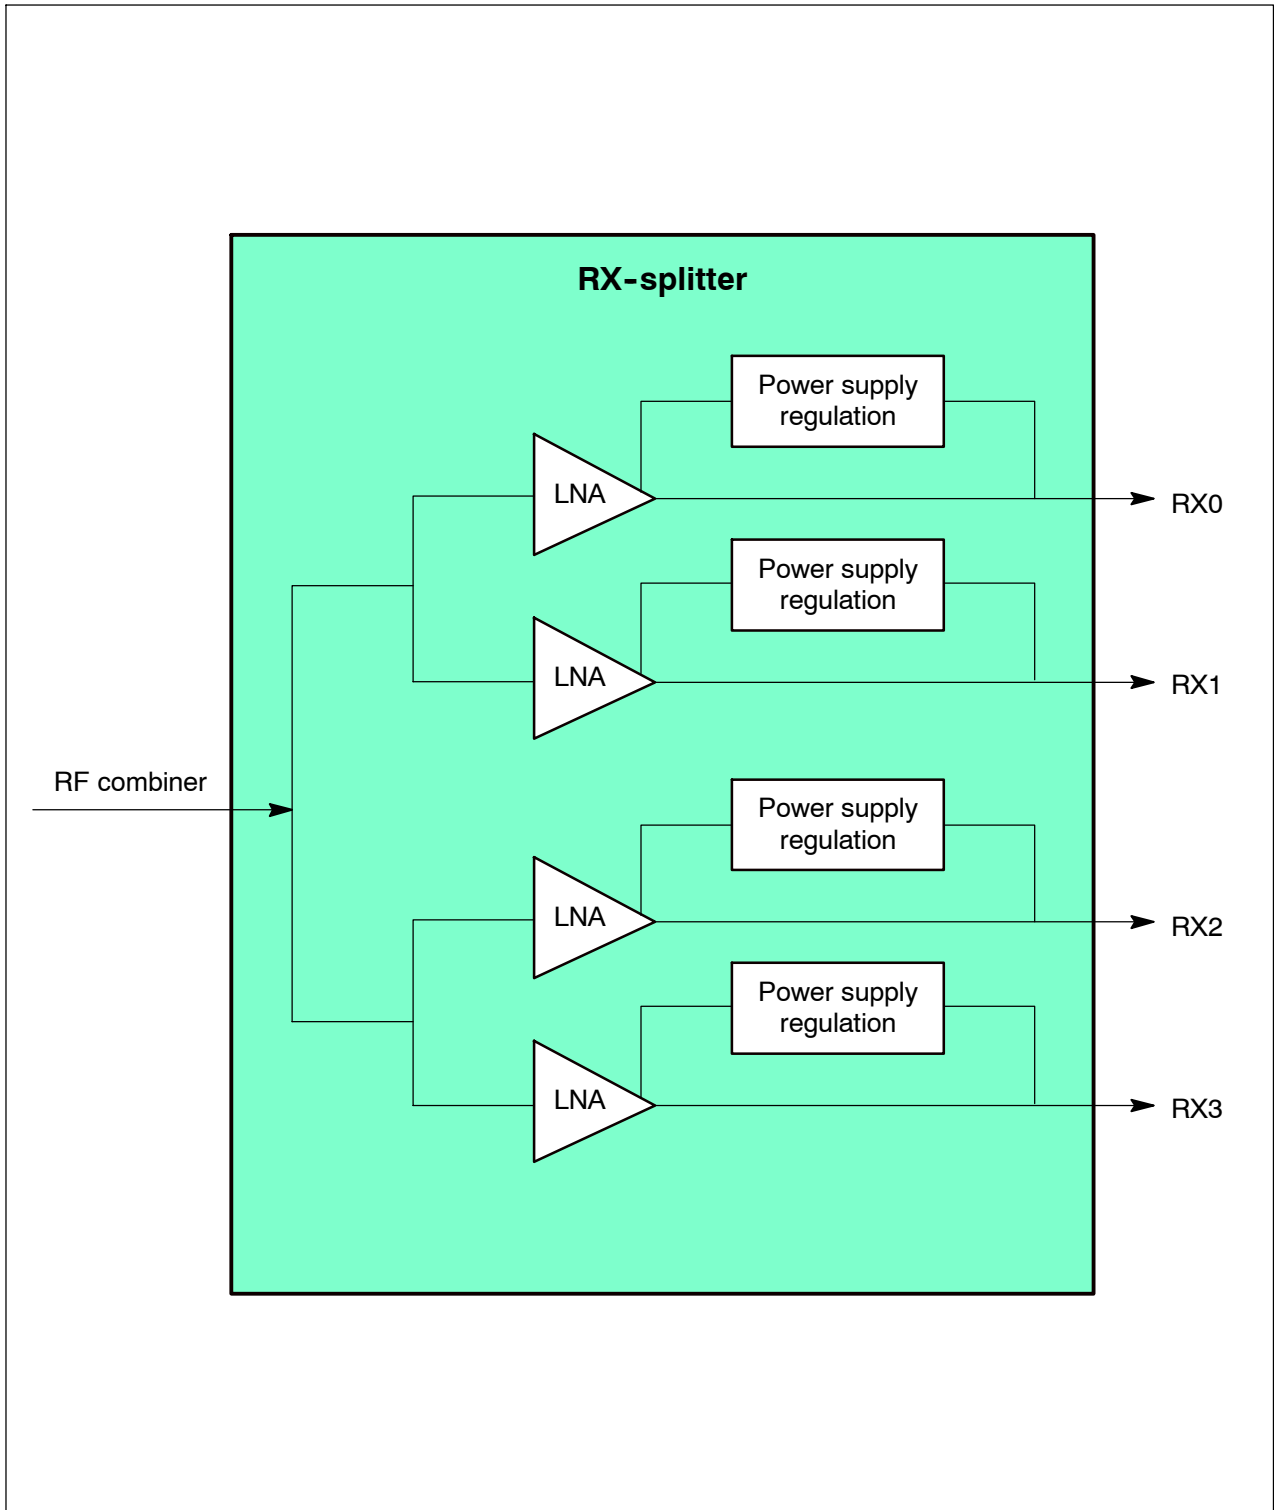 RX-splitter
Power supply
regulation
LNA
RX0
Power supply
regulation
LNA
RX1
RF combiner
Power supply
regulation
LNA
RX2
Power supply
regulation
LNA
RX3